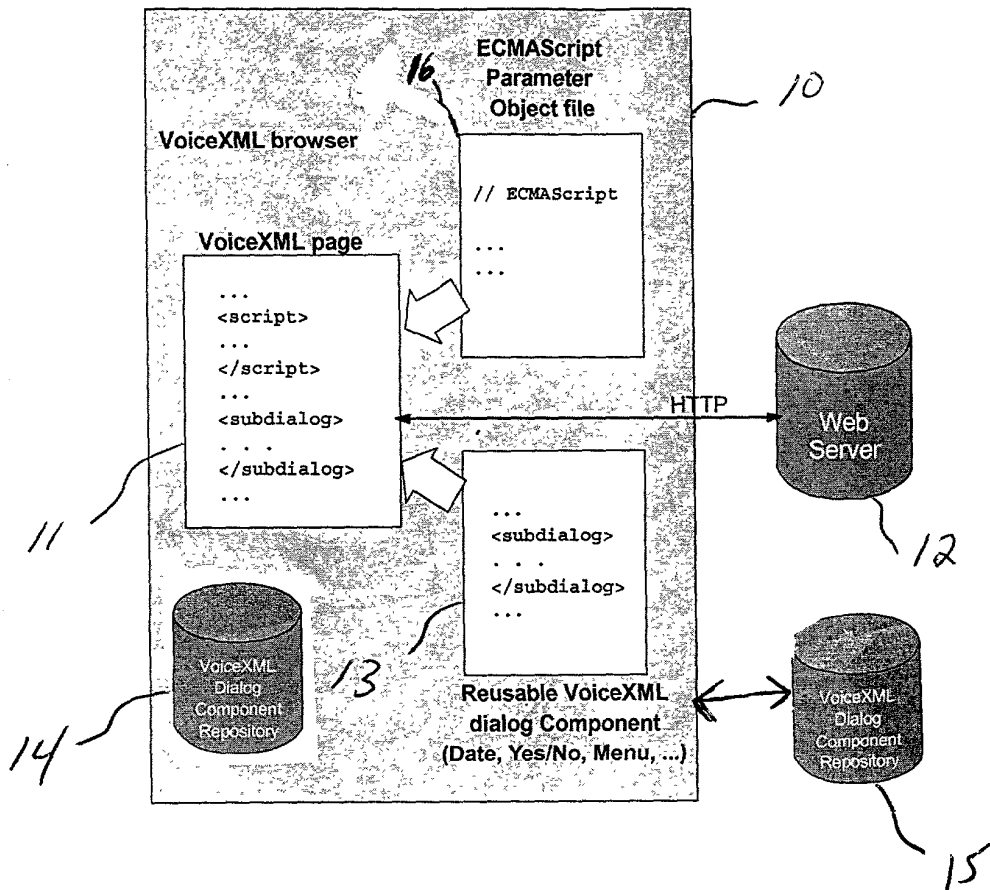 ECMAScript
Parameter
Object file
16
10
VoiceXML browser
// ECMAScript
...
...
VoiceXML page
...
<script>
...
</script>
...
<subdialog>
. . .
</subdialog>
...
HTTP
Web
Server
11
12
...
<subdialog>
. . .
</subdialog>
...
13
VoiceXML
Dialog
Component
Repository
14
Reusable VoiceXML
dialog Component
(Date, Yes/No, Menu, ...)
VoiceXML
Dialog
Component
Repository
15